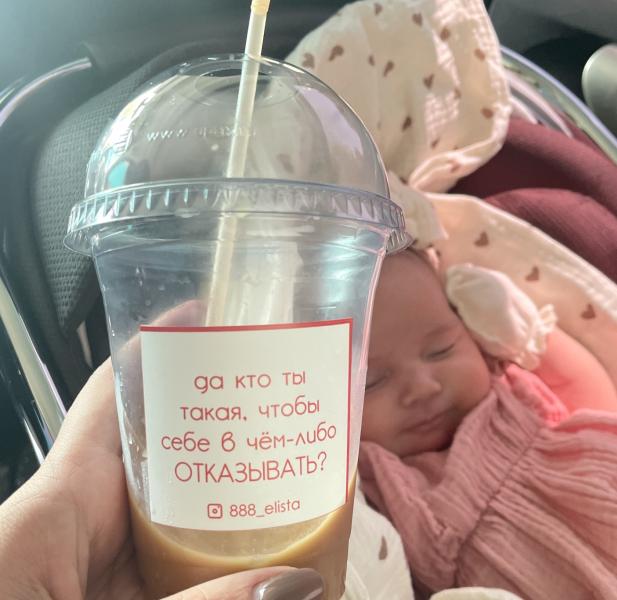 да кто ты
такая, чтобы
себе в чём-либо
ОТКАЗЫВАТЬ?
888_elista